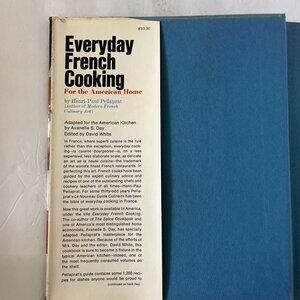 $10.00
Everyday
French
Cooking
For the American Home
by Henri-Paul Pellaprat
(author of Modern French
Culinary Art)
Adapted for the American Kitchen
by Avanelle S. Day
Edited by David White
"In France, where superb cuisine is the rule
rather than the exception, everyday cook-
ing—la cuisine bourgeoise—is, on a less
expensive, less elaborate scale, as delicate
an art as is haute cuisine—the trademark
of the world's finest French restaurants. In
perfecting this art, French cooks have been
guided by the expert culinary advice and
recipes of one of the outstanding chefs and
cookery teachers of all times—Henri-Paul
Pellaprat. For some thirty-odd years Pella-
prat's Le Nouveau Guide Culinaire has been
the bible of everyday cooking in France.
Now this great work is available in America,
under the title Everyday French Cooking.
The co-author of The Spice Cookbook and
one of America's most distinguished home
economists, Avanelle S. Day, has specially
adapted Pellaprat's masterpiece for the
American kitchen. Because of the efforts of
Mrs. Day and the editor, David White, this
cookbook is sure to become a fixture in the
average American kitchen—indeed, one of
the most frequently consulted volumes on
the shelf.
Pellaprat's guide contains some 1,000 reci-
pes for dishes anyone would be proud to
(continued on back flap)